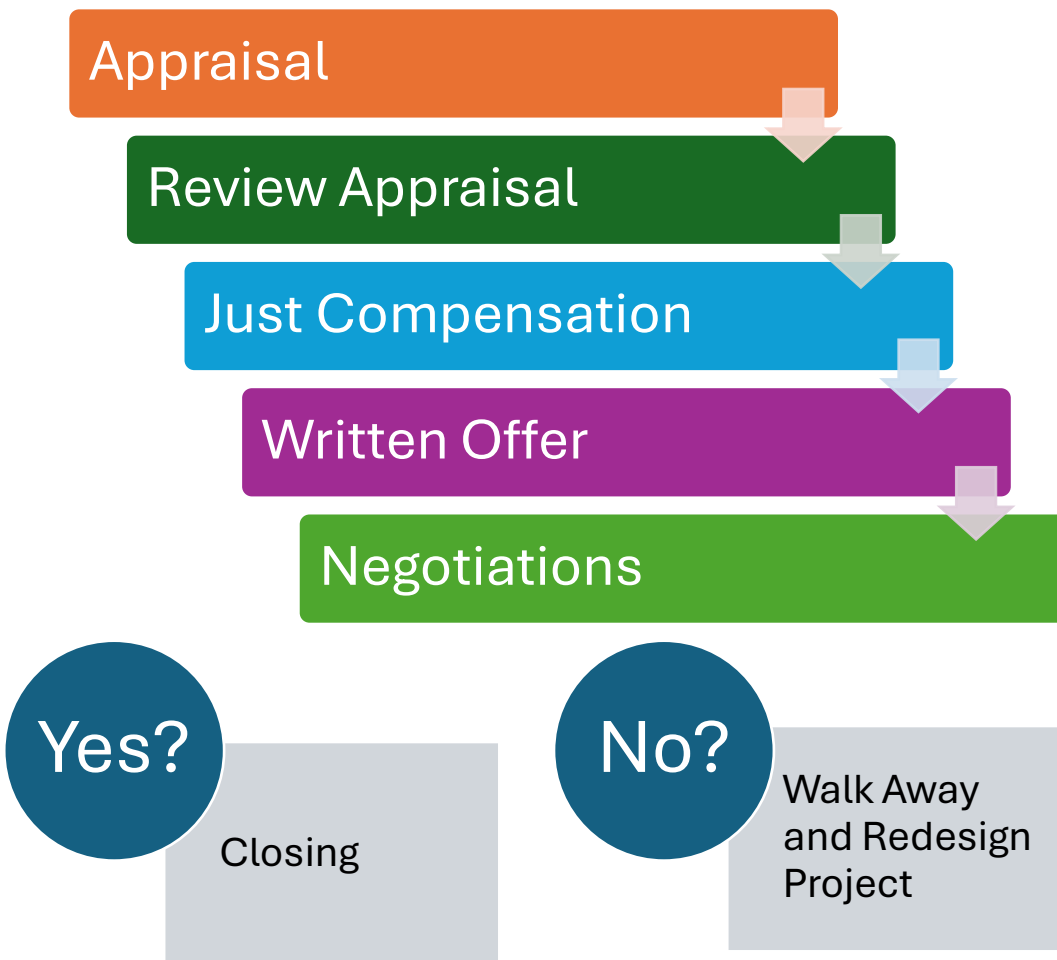 Appraisal
Review Appraisal
Just Compensation
Written Offer
Negotiations
Yes?
Closing
No?
Walk Away
and Redesign
Project